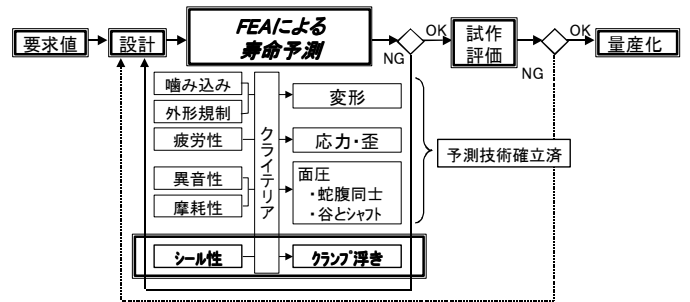 要求値
設計
FEAによる
寿命予測
OK
NG
試作
評価
OK
NG
量産化
噛み込み
外形規制
疲労性
異音性
摩耗性
シール性
クライテリア
変形
応力・歪
面圧
・蛇腹同士
・谷とシャフト
クランプ浮き
予測技術確立済